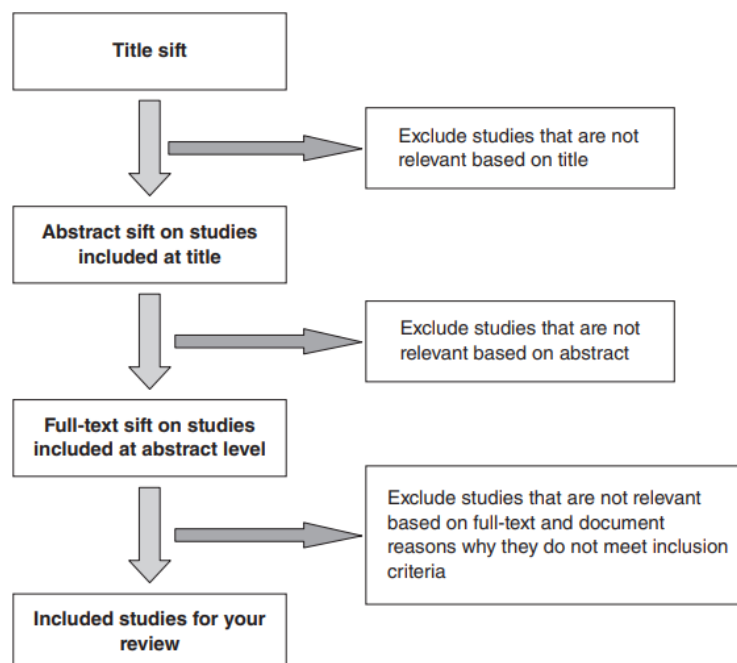 Title sift
Exclude studies that are not
relevant based on title
Abstract sift on studies
included at title
Exclude studies that are not
relevant based on abstract
Full-text sift on studies
included at abstract level
Exclude studies that are not relevant
based on full-text and document
reasons why they do not meet inclusion
criteria
Included studies for your
review